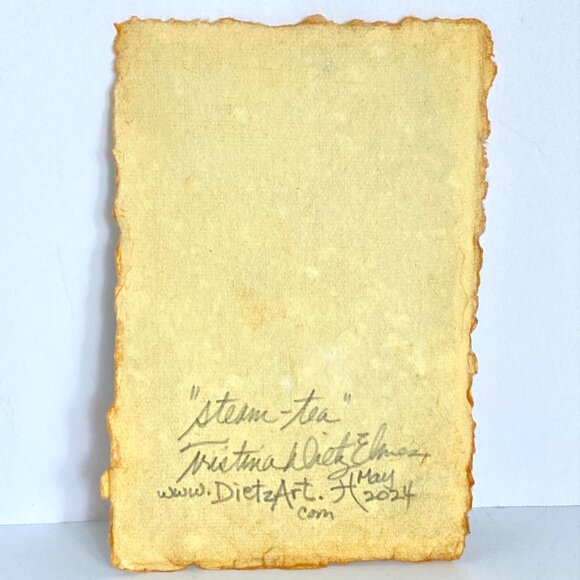 "steam-tea"
Tristina Dietz Elmes
www.DietzArt. May
com 2024